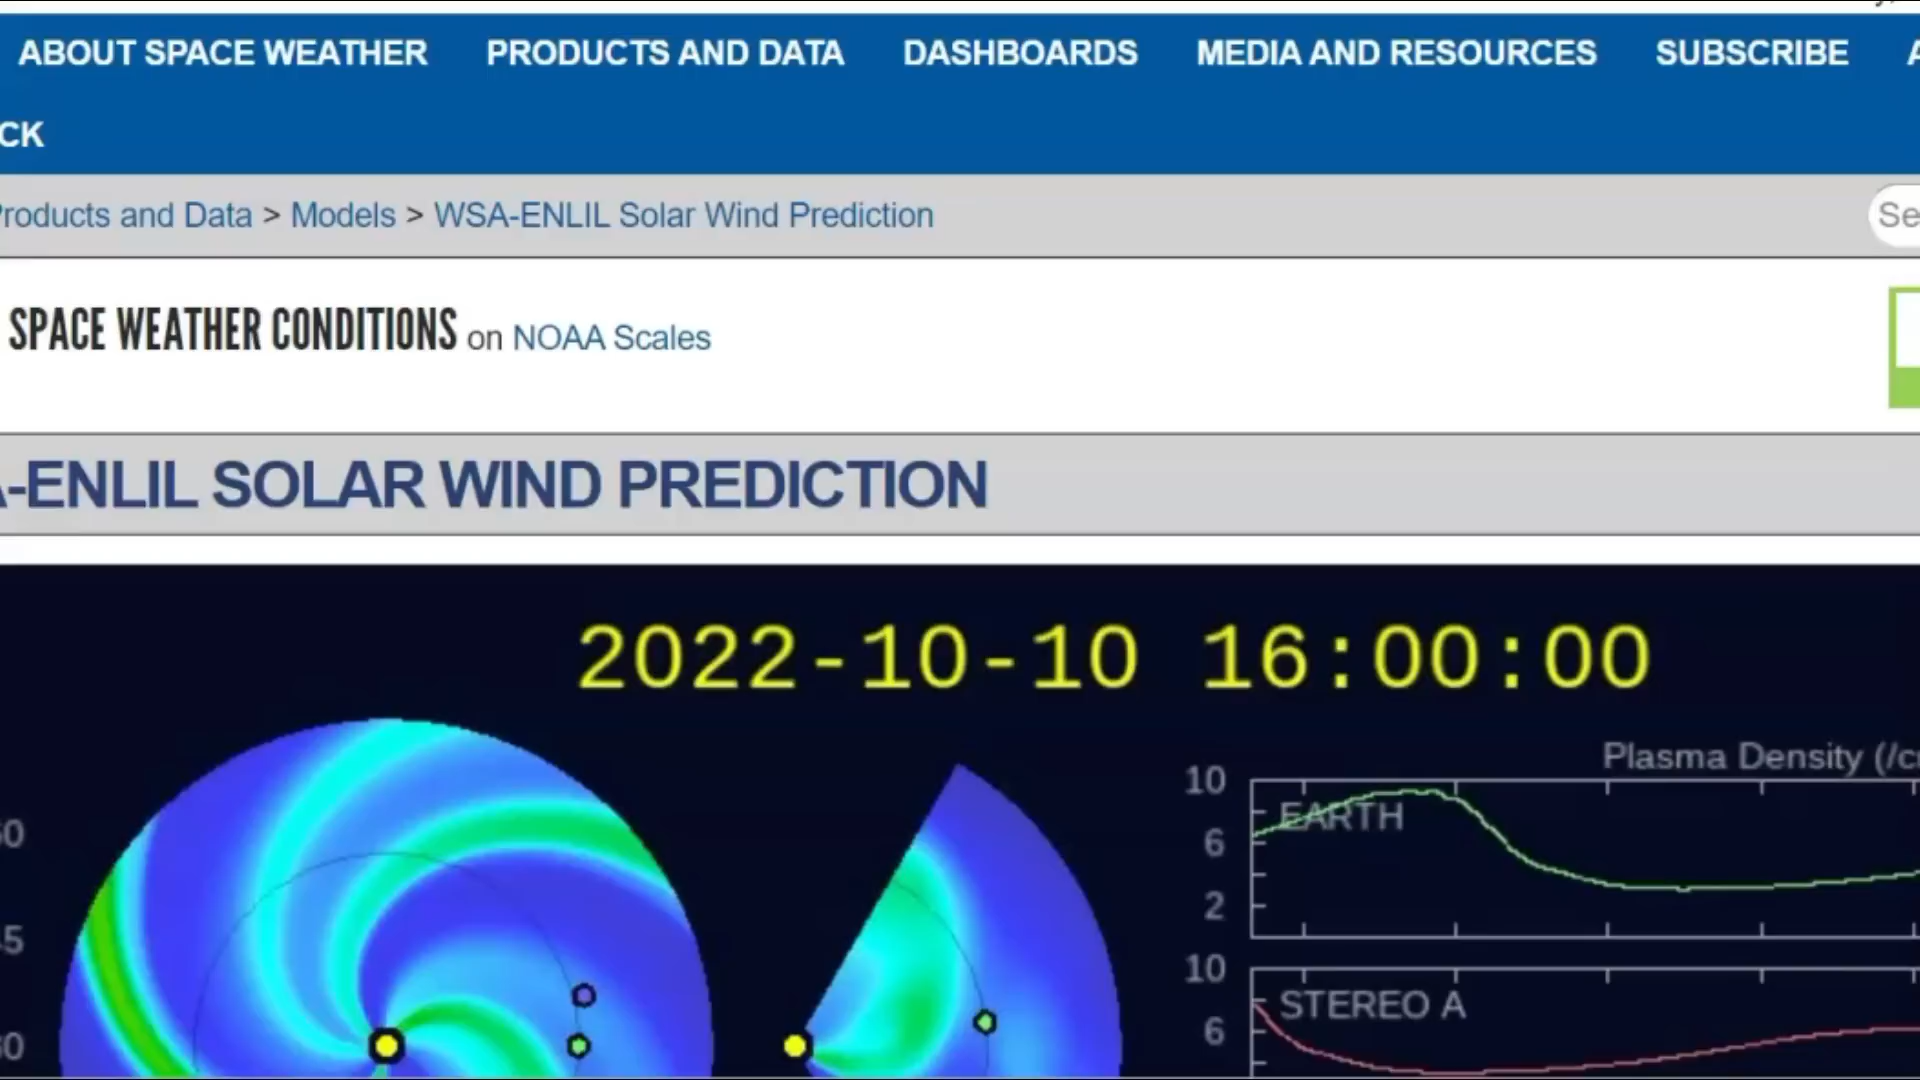 ABOUT SPACE WEATHER PRODUCTS AND DATA DASHBOARDS MEDIA AND RESOURCES SUBSCRIBE A
CK
Products and Data > Models > WSA-ENLIL Solar Wind Prediction Se
SPACE WEATHER CONDITIONS on NOAA Scales
A-ENLIL SOLAR WIND PREDICTION
2022-10-10 16:00:00
Plasma Density (/c
10
EARTH
6
2
10
STEREO A
6